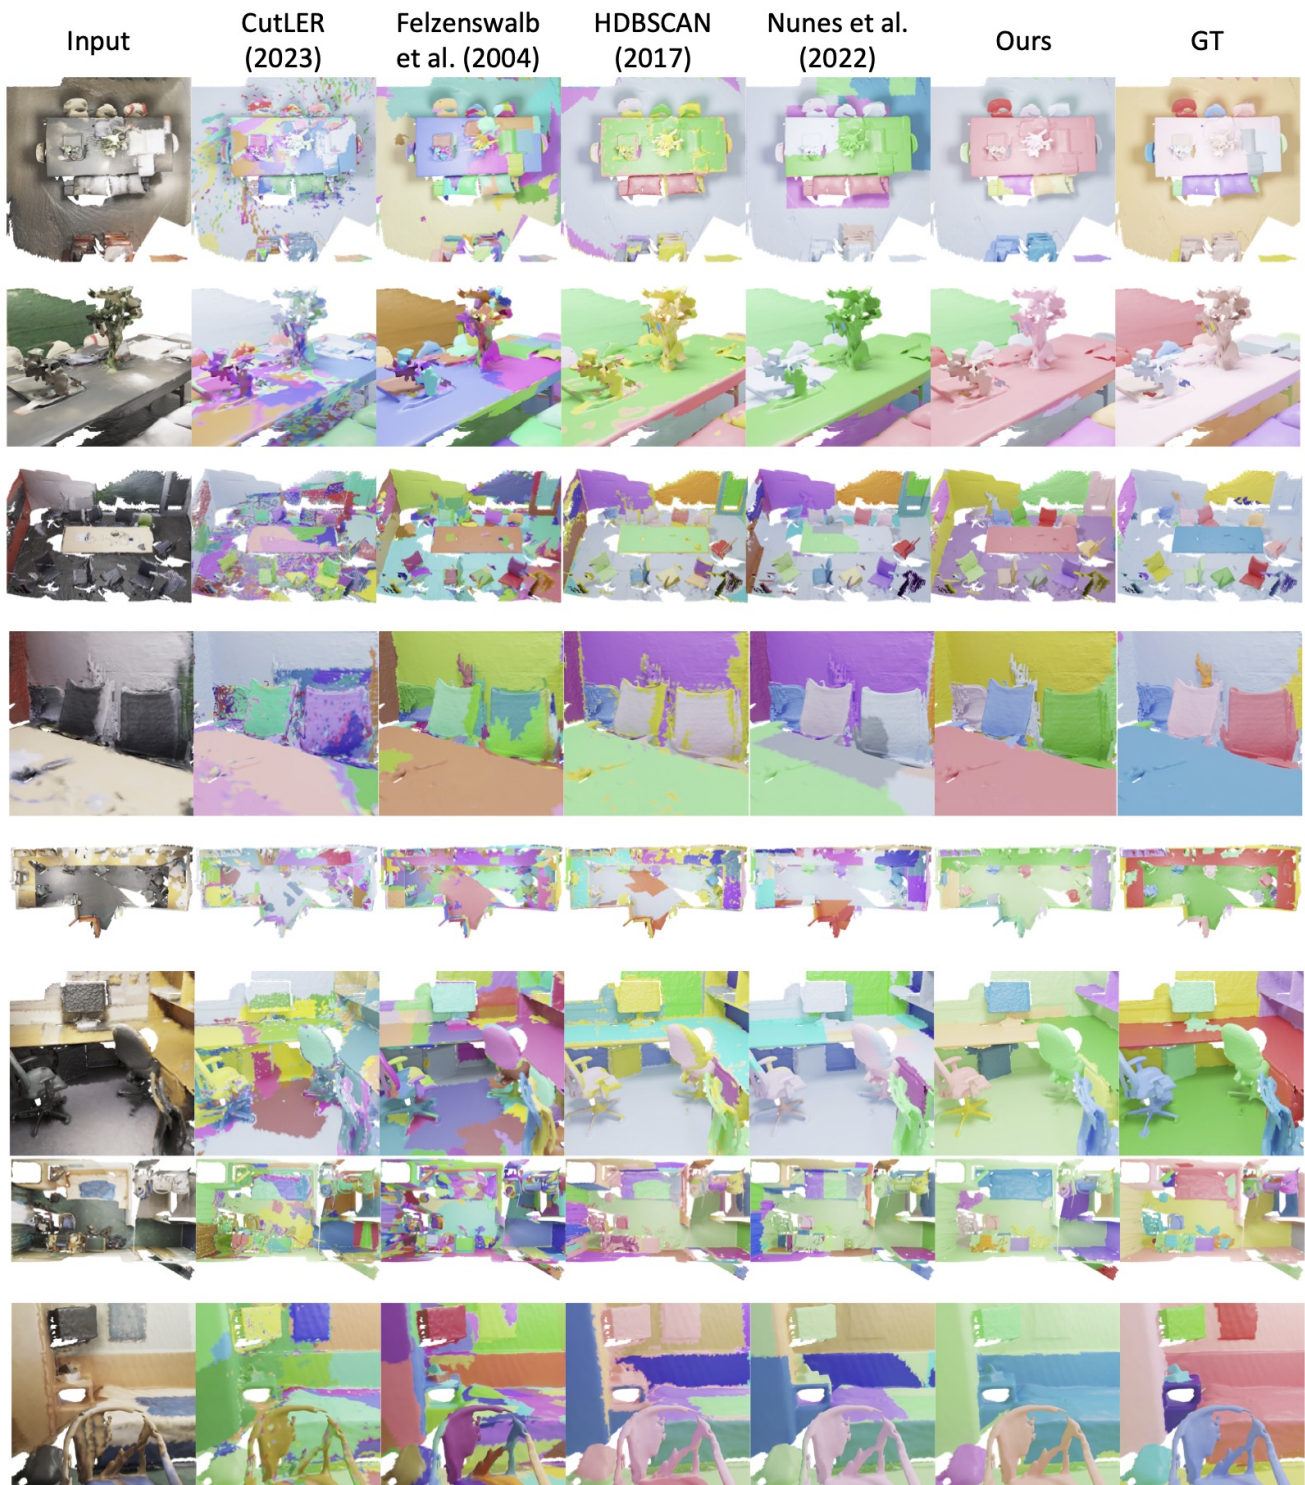 Input
CutLER
(2023)
Felzenswalb
et al. (2004)
HDBSCAN
(2017)
Nunes et al.
(2022)
Ours
GT